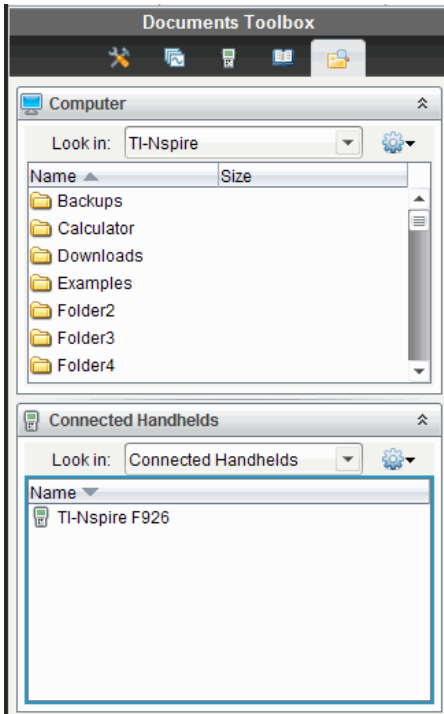 Documents Toolbox
Computer
Look in: TI-Nspire
Name Size
Backups
Calculator
Downloads
Examples
Folder2
Folder3
Folder4
Connected Handhelds
Look in: Connected Handhelds
Name
TI-Nspire F926